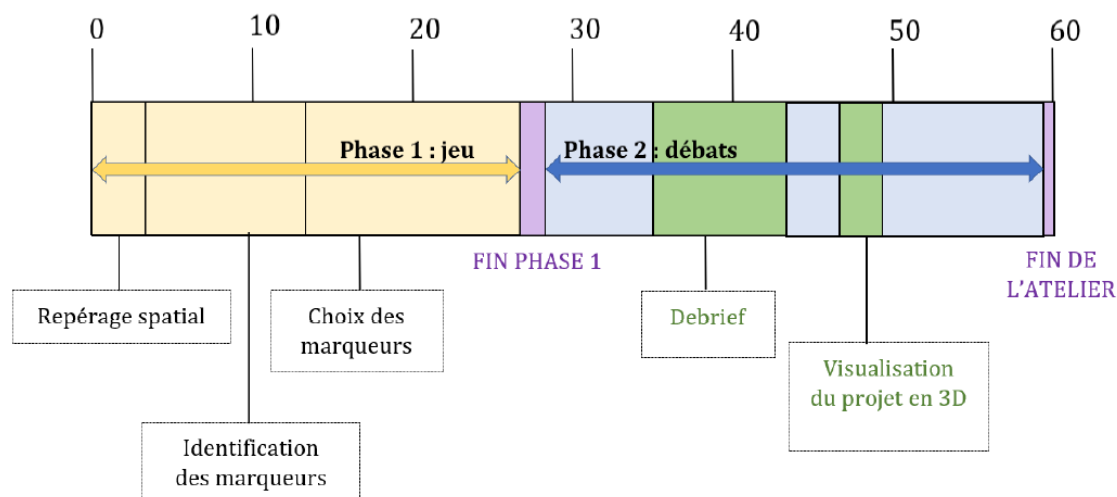 0 10 20 30 40 50 60
Phase 1 : jeu
Phase 2 : débats
FIN PHASE 1
FIN DE
L’ATELIER
Repérage spatial
Choix des
marqueurs
Debrief
Visualisation
du projet en 3D
Identification
des marqueurs